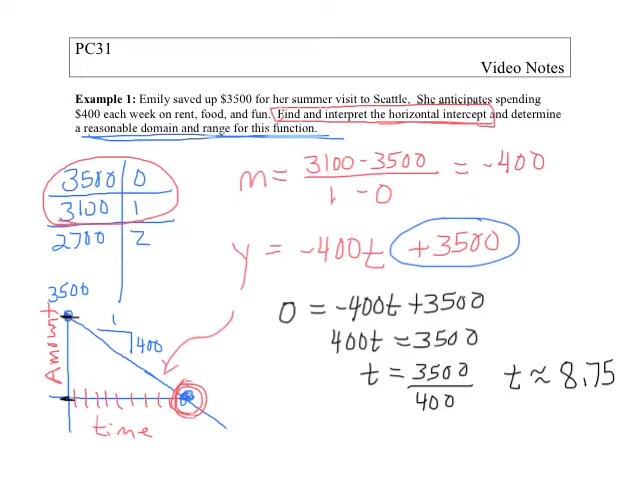 PC31
Video Notes
Example 1: Emily saved up $3500 for her summer visit to Seattle. She anticipates spending
$400 each week on rent, food, and fun. Find and interpret the horizontal intercept and determine
a reasonable domain and range for this function.
3500 0
3100 1
2700 2
m = 3100 - 3500 / 1 - 0 = -400
y = -400t + 3500
0 = -400t + 3500
400t = 3500
t = 3500 / 400 t ≈ 8.75
3500
1
400
Amount
time